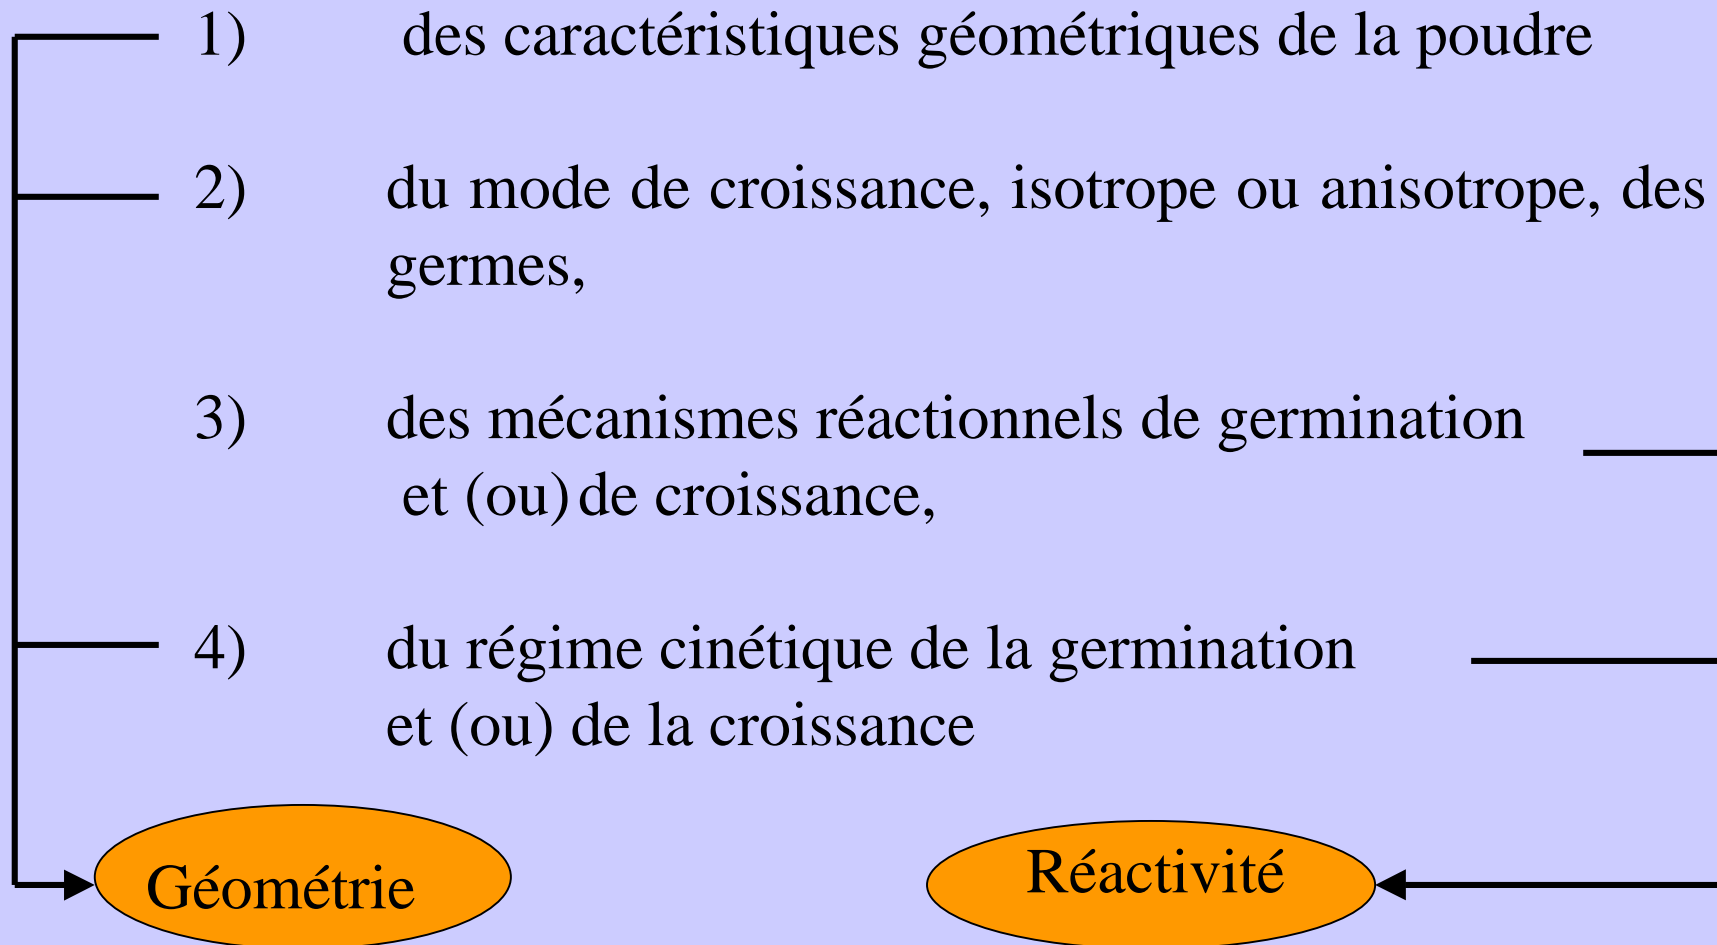 1) des caractéristiques géométriques de la poudre
2) du mode de croissance, isotrope ou anisotrope, des
germes,
3) des mécanismes réactionnels de germination
et (ou) de croissance,
4) du régime cinétique de la germination
et (ou) de la croissance
Géométrie
Réactivité